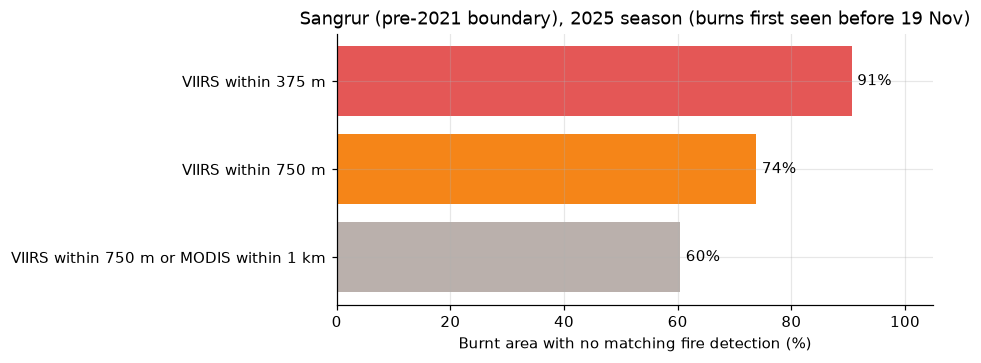 Sangrur (pre-2021 boundary), 2025 season (burns first seen before 19 Nov)
VIIRS within 375 m
91%
VIIRS within 750 m
74%
VIIRS within 750 m or MODIS within 1 km
60%
0 20 40 60 80 100
Burnt area with no matching fire detection (%)